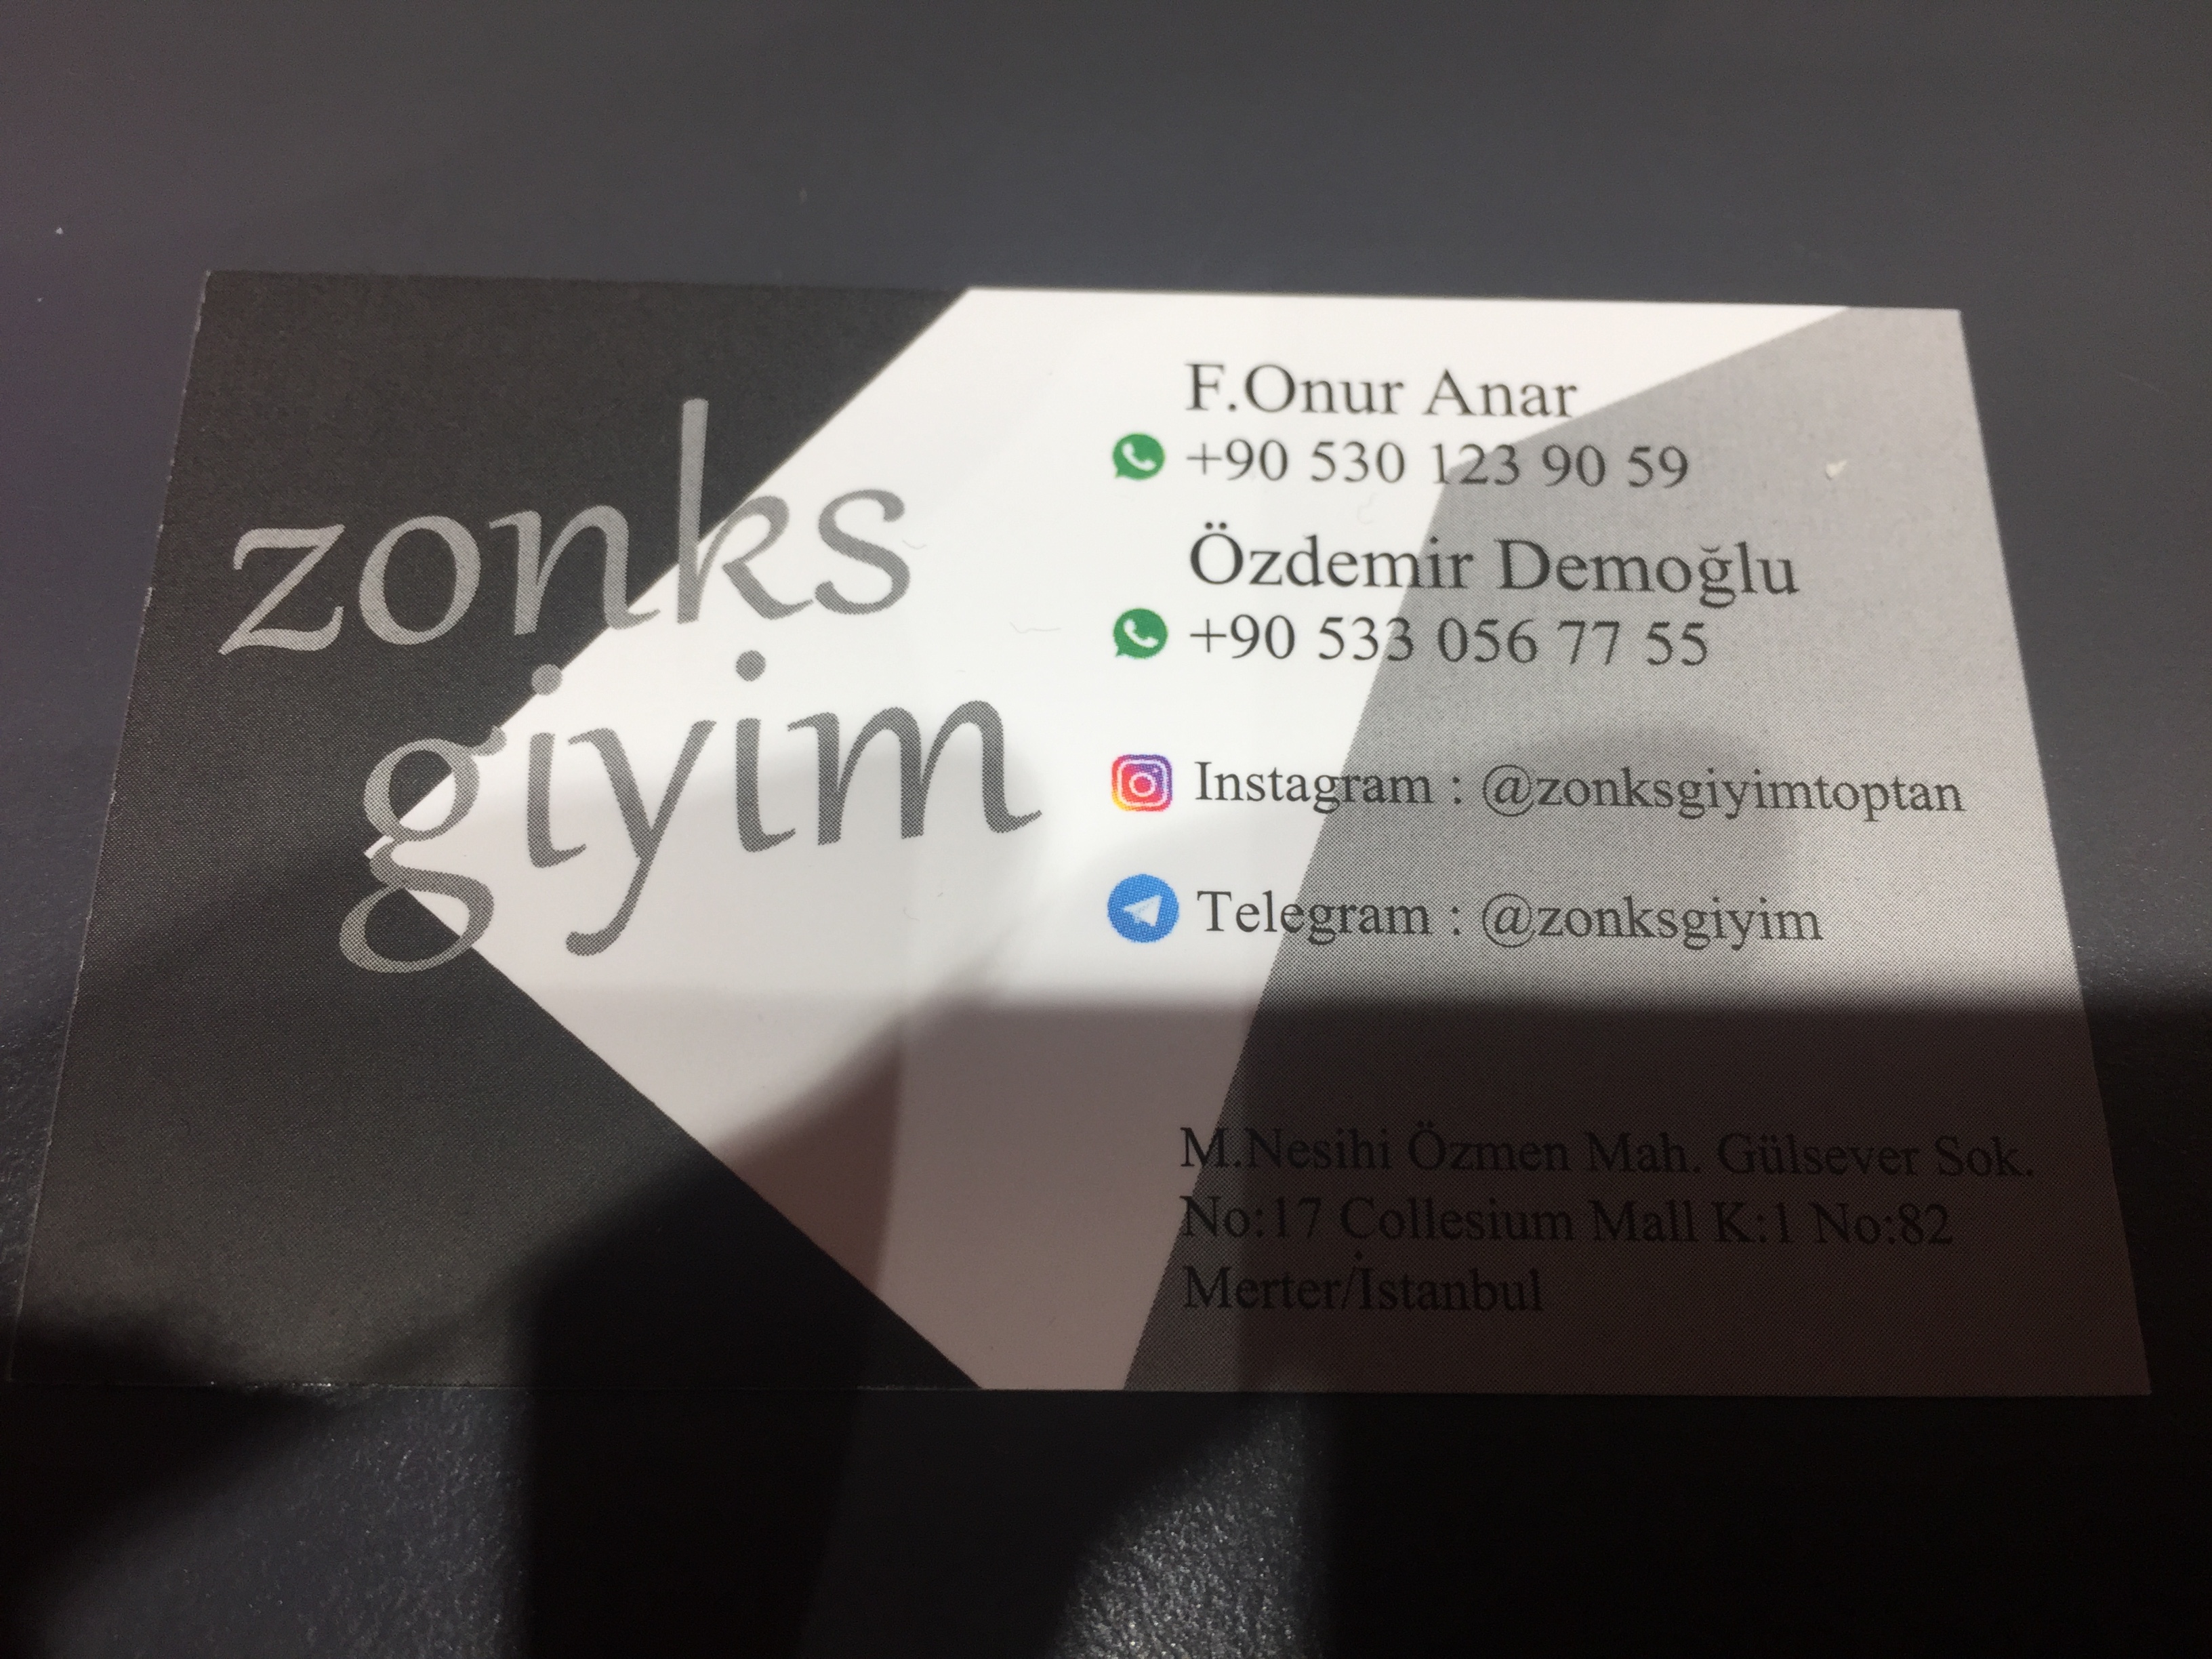 zonks
giyim
F.Onur Anar
+90 530 123 90 59
Özdemir Demoğlu
+90 533 056 77 55
Instagram : @zonksgiyimtoptan
Telegram : @zonksgiyim
M.Nesihi Özmen Mah. Gülsever Sok.
No:17 Collesium Mall K:1 No:82
Merter/İstanbul